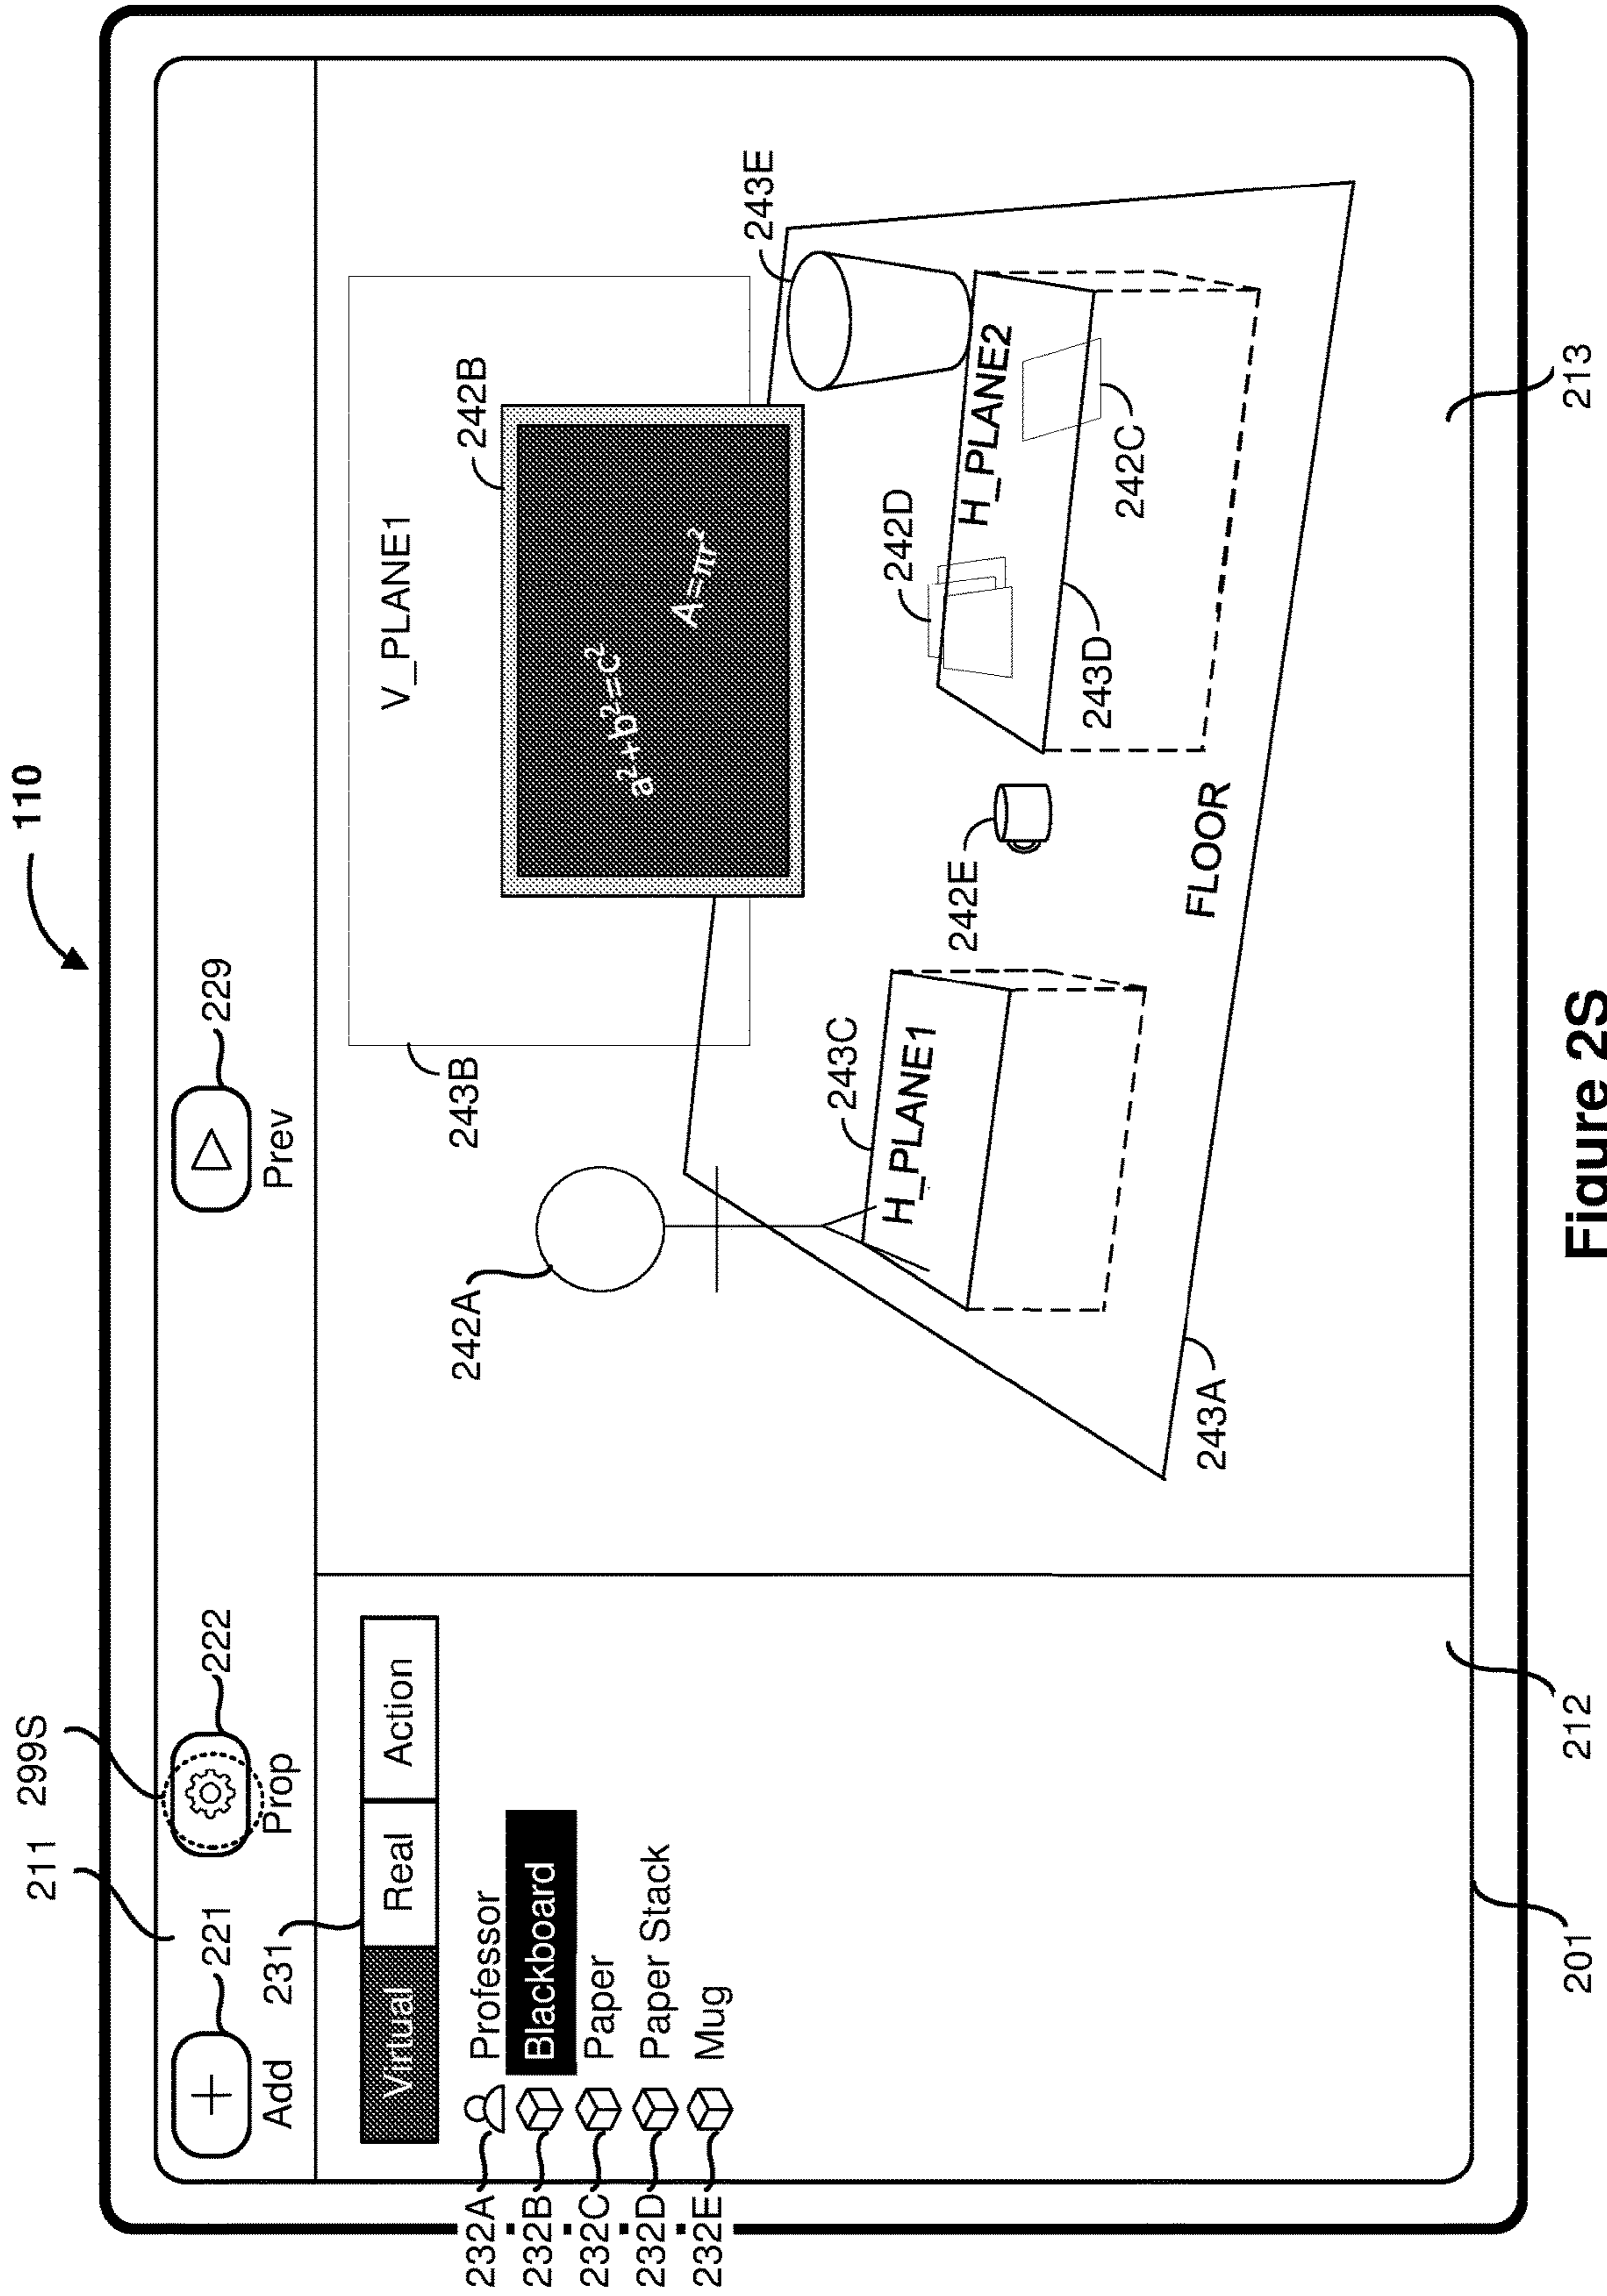 110
211
299S
221
222
229
Add
Prop
Prev
231
Virtual
Real
Action
232A
Professor
232B
Blackboard
232C
Paper
232D
Paper Stack
232E
Mug
V_PLANE1
243B
242B
a²+b²=c²
A=πr²
242A
243E
243C
H_PLANE1
242E
242D
H_PLANE2
242C
243D
FLOOR
243A
201
212
213
Figure 2S